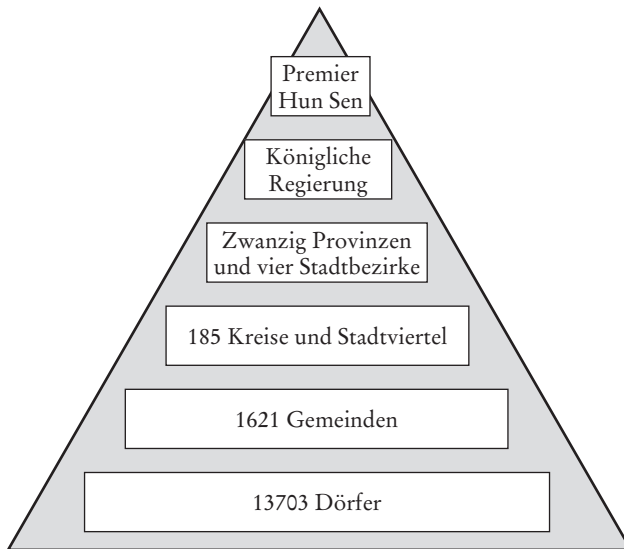 Premier
Hun Sen
Königliche
Regierung
Zwanzig Provinzen
und vier Stadtbezirke
185 Kreise und Stadtviertel
1621 Gemeinden
13703 Dörfer